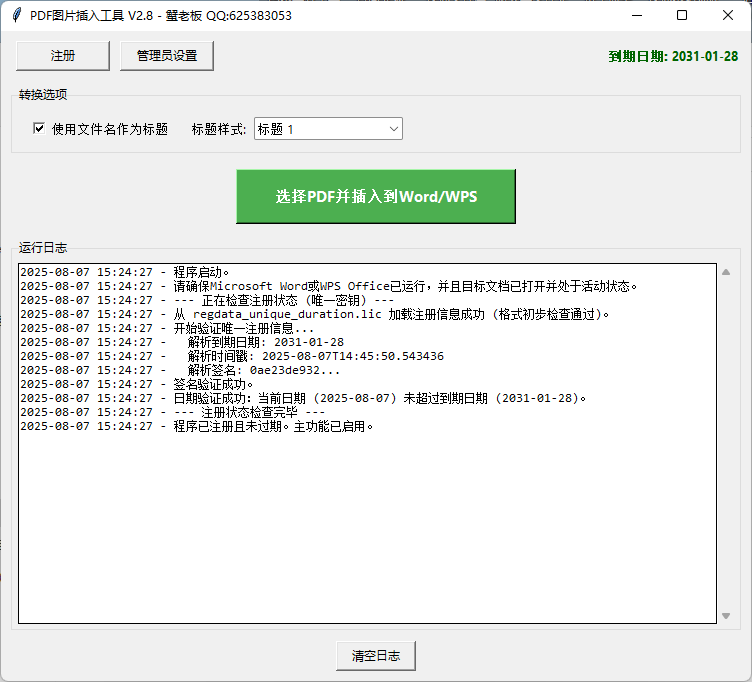 PDF图片插入工具 V2.8 - 蟹老板 QQ:625383053
注册 管理员设置 到期日期: 2031-01-28
转换选项
使用文件名作为标题 标题样式: 标题 1
选择PDF并插入到Word/WPS
运行日志
2025-08-07 15:24:27 - 程序启动。
2025-08-07 15:24:27 - 请确保Microsoft Word或WPS Office已运行，并且目标文档已打开并处于活动状态。
2025-08-07 15:24:27 - --- 正在检查注册状态 (唯一密钥) ---
2025-08-07 15:24:27 - 从 regdata_unique_duration.lic 加载注册信息成功 (格式初步检查通过)。
2025-08-07 15:24:27 - 开始验证唯一注册信息...
2025-08-07 15:24:27 -   解析到期日期: 2031-01-28
2025-08-07 15:24:27 -   解析时间戳: 2025-08-07T14:45:50.543436
2025-08-07 15:24:27 -   解析签名: 0ae23de932...
2025-08-07 15:24:27 - 签名验证成功。
2025-08-07 15:24:27 - 日期验证成功：当前日期 (2025-08-07) 未超过到期日期 (2031-01-28)。
2025-08-07 15:24:27 - --- 注册状态检查完毕 ---
2025-08-07 15:24:27 - 程序已注册且未过期。主功能已启用。
清空日志